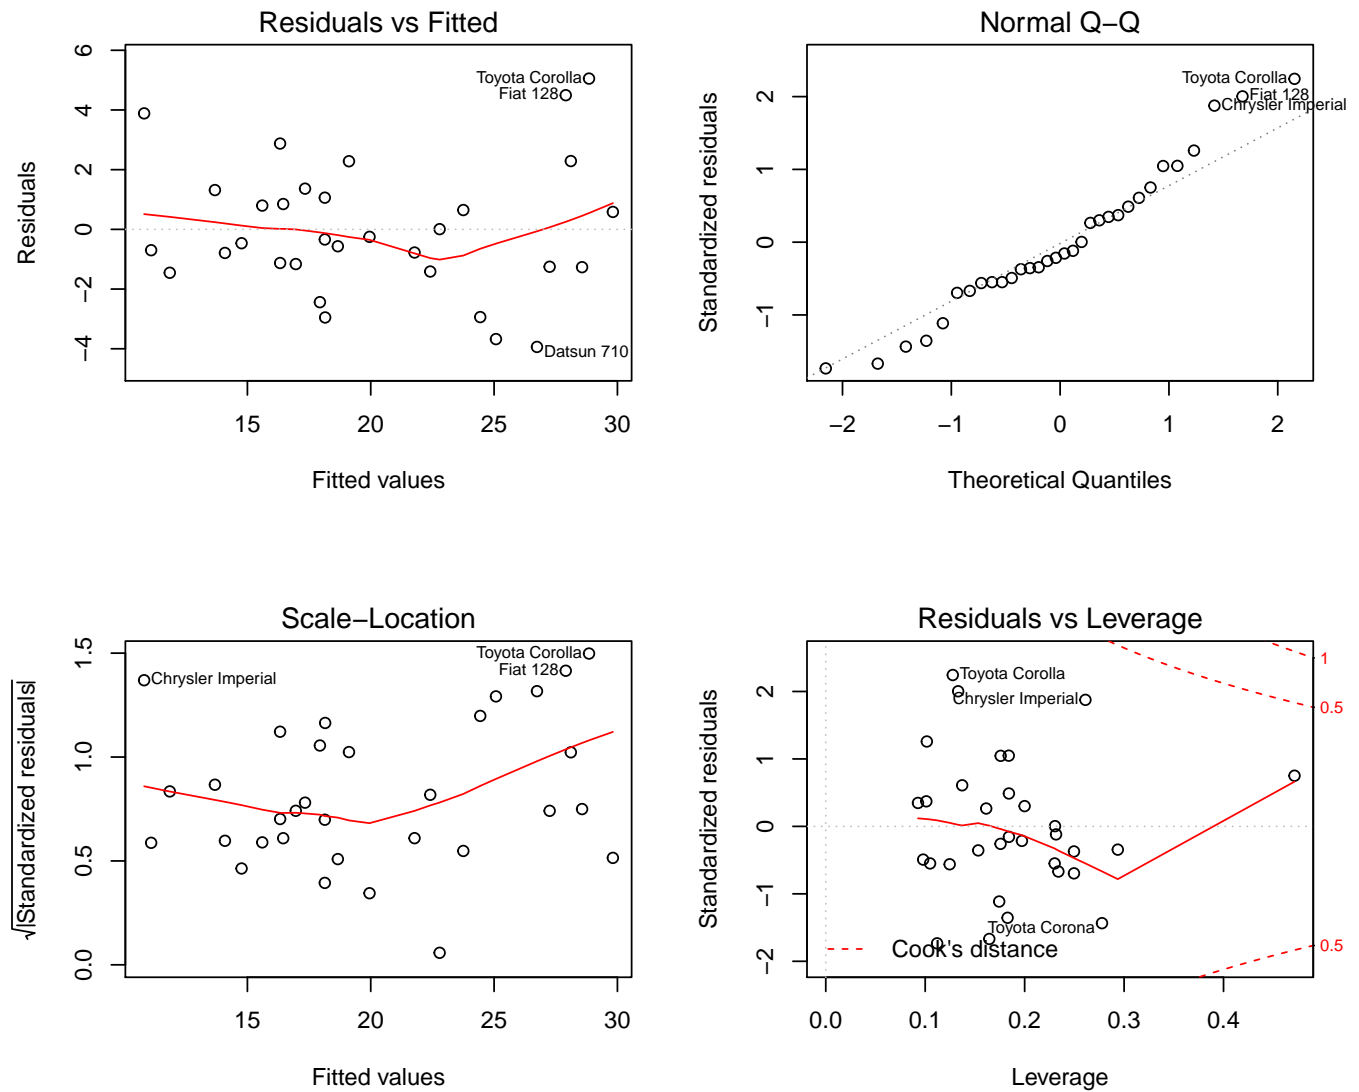 Residuals vs Fitted
Residuals
6
4
2
0
−2
−4
Toyota Corolla
Fiat 128
Datsun 710
15 20 25 30
Fitted values
Normal Q−Q
Standardized residuals
2
1
0
−1
Toyota Corolla
Fiat 128
Chrysler Imperial
−2 −1 0 1 2
Theoretical Quantiles
Scale−Location
√|Standardized residuals|
1.5
1.0
0.5
0.0
Toyota Corolla
Fiat 128
Chrysler Imperial
15 20 25 30
Fitted values
Residuals vs Leverage
Standardized residuals
2
1
0
−1
−2
Toyota Corolla
Chrysler Imperial
Toyota Corona
Cook's distance
1
0.5
0.5
0.0 0.1 0.2 0.3 0.4
Leverage